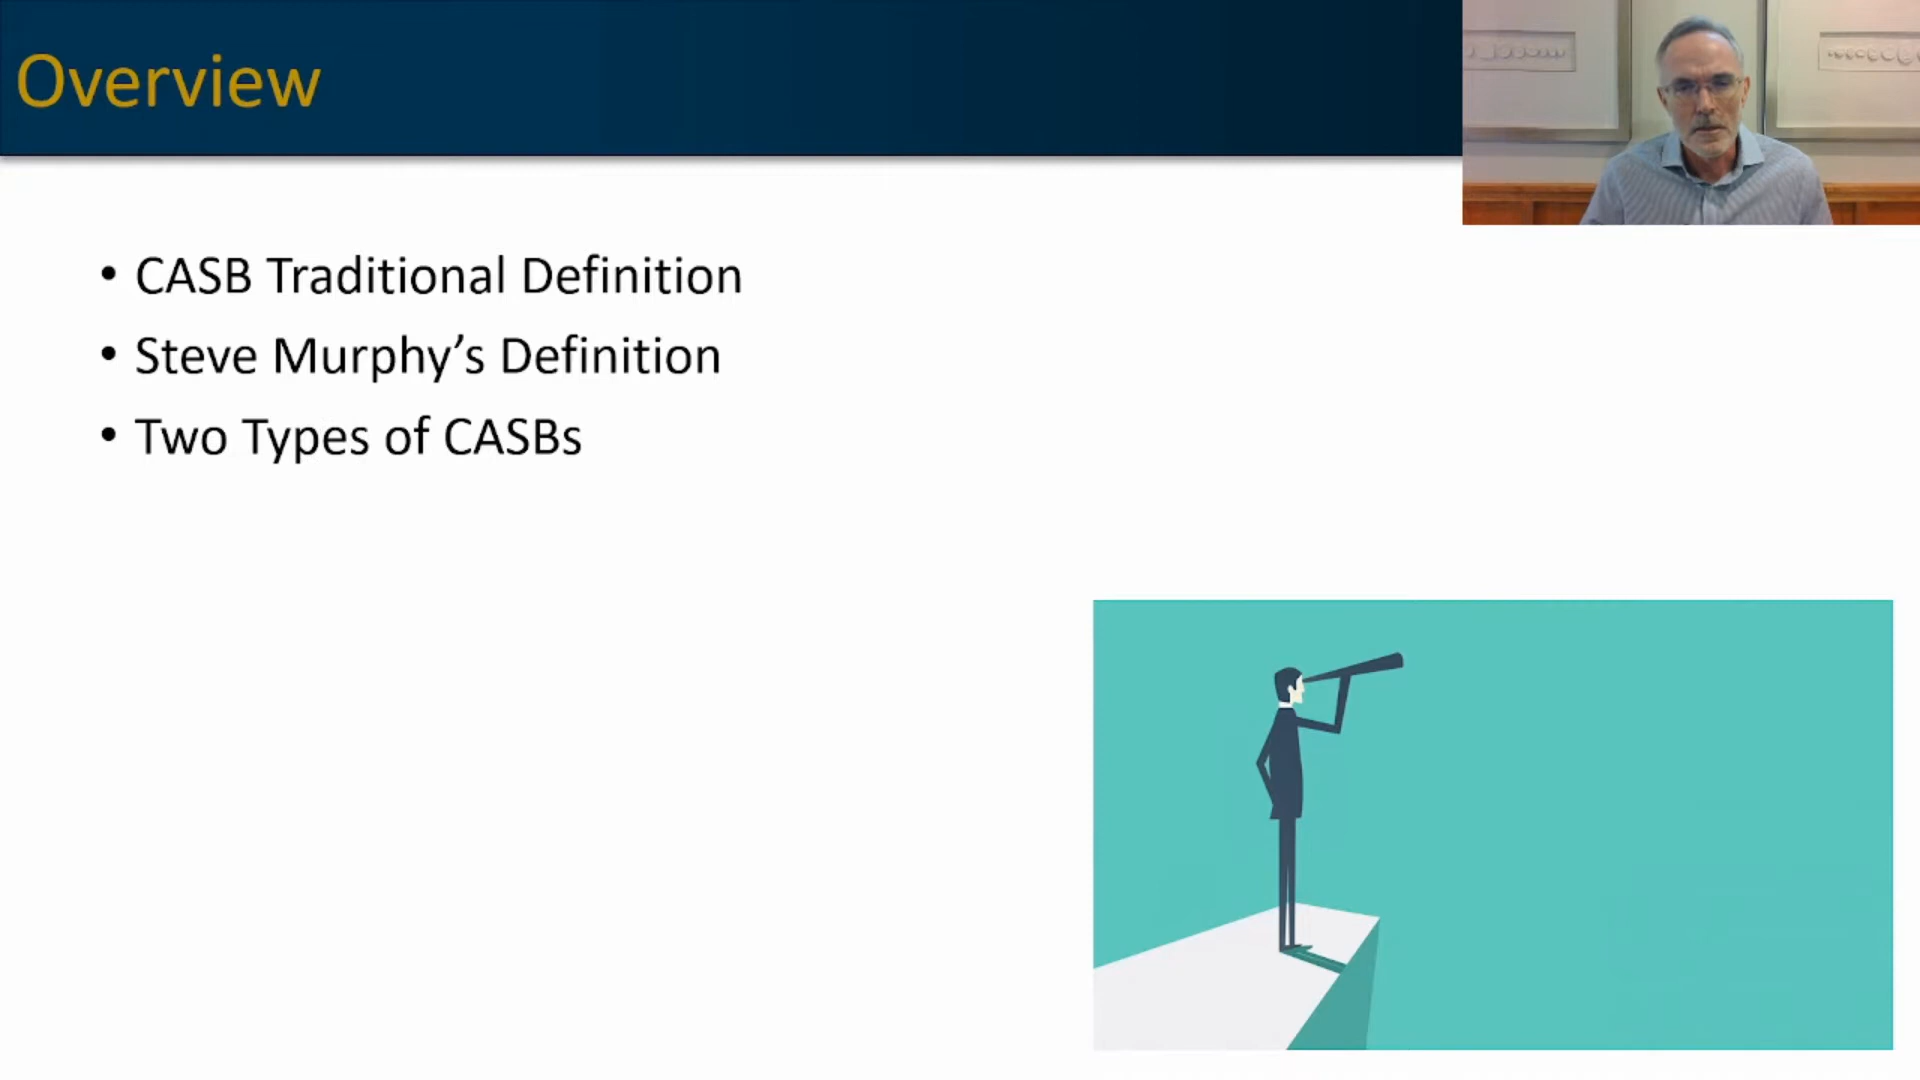 Overview
• CASB Traditional Definition
• Steve Murphy’s Definition
• Two Types of CASBs